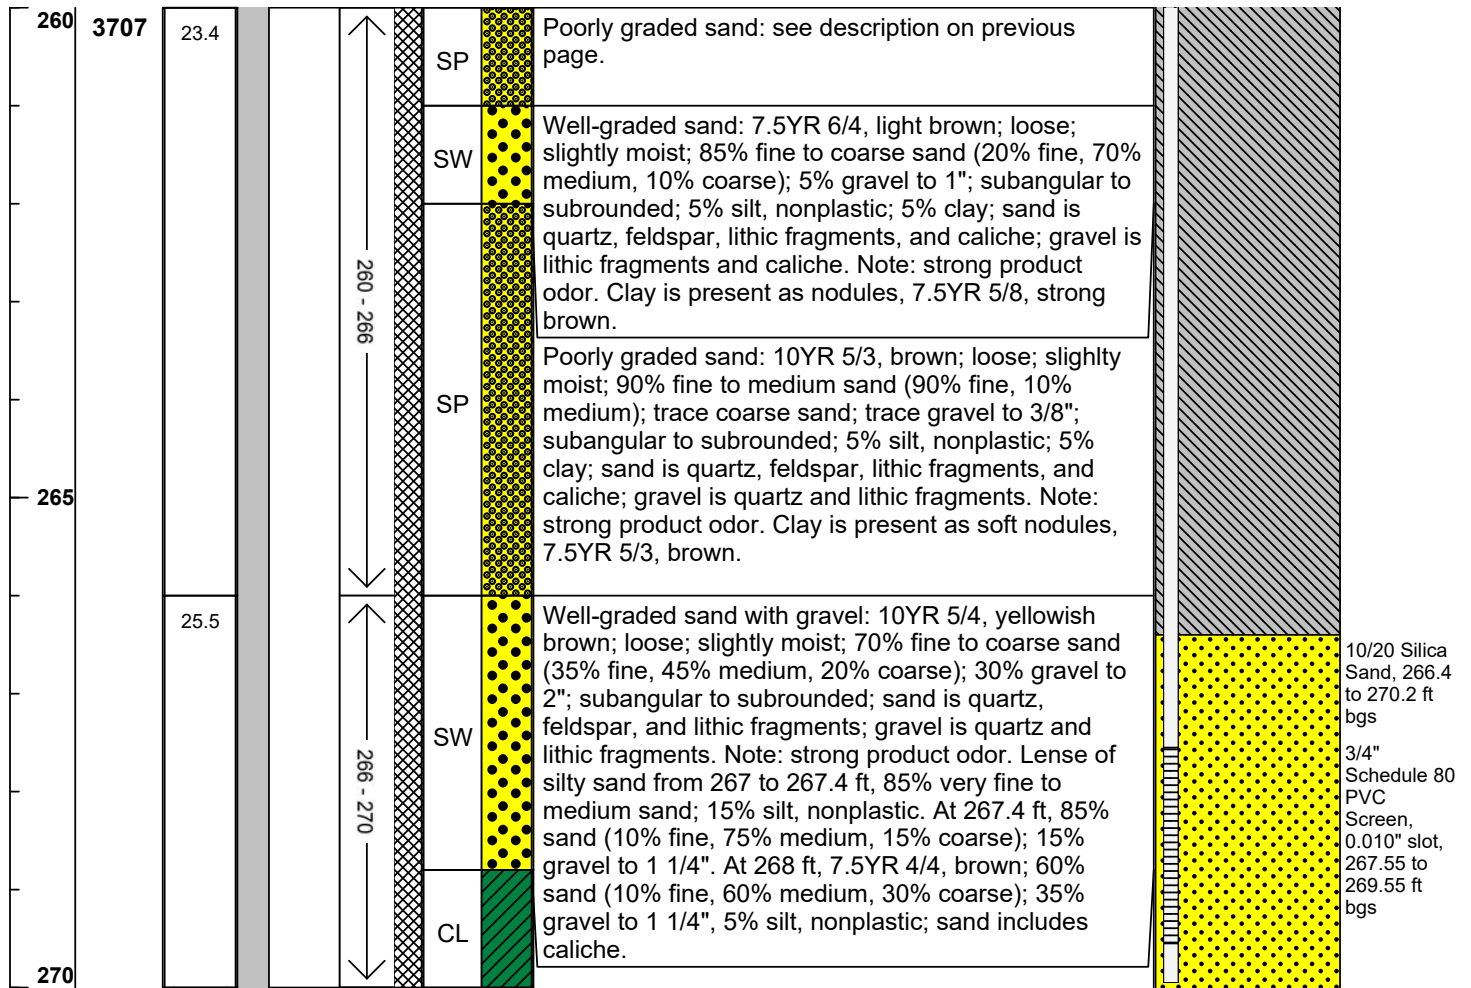 260
3707
23.4
SP
Poorly graded sand: see description on previous
page.
SW
Well-graded sand: 7.5YR 6/4, light brown; loose;
slightly moist; 85% fine to coarse sand (20% fine, 70%
medium, 10% coarse); 5% gravel to 1"; subangular to
subrounded; 5% silt, nonplastic; 5% clay; sand is
quartz, feldspar, lithic fragments, and caliche; gravel is
lithic fragments and caliche. Note: strong product
odor. Clay is present as nodules, 7.5YR 5/8, strong
brown.
260 - 266
SP
Poorly graded sand: 10YR 5/3, brown; loose; slighlty
moist; 90% fine to medium sand (90% fine, 10%
medium); trace coarse sand; trace gravel to 3/8";
subangular to subrounded; 5% silt, nonplastic; 5%
clay; sand is quartz, feldspar, lithic fragments, and
caliche; gravel is quartz and lithic fragments. Note:
strong product odor. Clay is present as soft nodules,
7.5YR 5/3, brown.
265
25.5
266 - 270
SW
Well-graded sand with gravel: 10YR 5/4, yellowish
brown; loose; slightly moist; 70% fine to coarse sand
(35% fine, 45% medium, 20% coarse); 30% gravel to
2"; subangular to subrounded; sand is quartz,
feldspar, and lithic fragments; gravel is quartz and
lithic fragments. Note: strong product odor. Lense of
silty sand from 267 to 267.4 ft, 85% very fine to
medium sand; 15% silt, nonplastic. At 267.4 ft, 85%
sand (10% fine, 75% medium, 15% coarse); 15%
gravel to 1 1/4". At 268 ft, 7.5YR 4/4, brown; 60%
sand (10% fine, 60% medium, 30% coarse); 35%
gravel to 1 1/4", 5% silt, nonplastic; sand includes
caliche.
CL
270
10/20 Silica
Sand, 266.4
to 270.2 ft
bgs
3/4"
Schedule 80
PVC
Screen,
0.010" slot,
267.55 to
269.55 ft
bgs